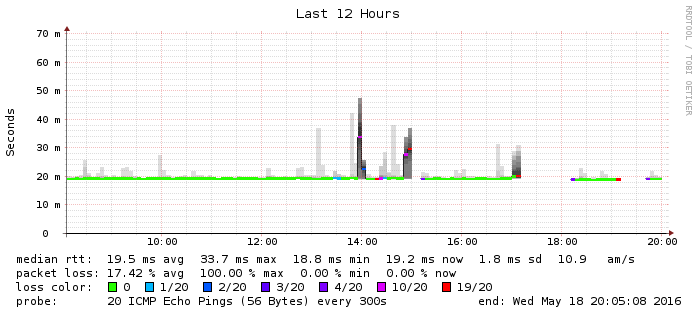 Last 12 Hours
RRDTOOL / TOBI OETIKER
70 m
60 m
50 m
40 m
30 m
20 m
10 m
0
Seconds
10:00 12:00 14:00 16:00 18:00 20:00
median rtt: 19.5 ms avg 33.7 ms max 18.8 ms min 19.2 ms now 1.8 ms sd 10.9 am/s
packet loss: 17.42 % avg 100.00 % max 0.00 % min 0.00 % now
loss color: 0 1/20 2/20 3/20 4/20 10/20 19/20
probe: 20 ICMP Echo Pings (56 Bytes) every 300s end: Wed May 18 20:05:08 2016